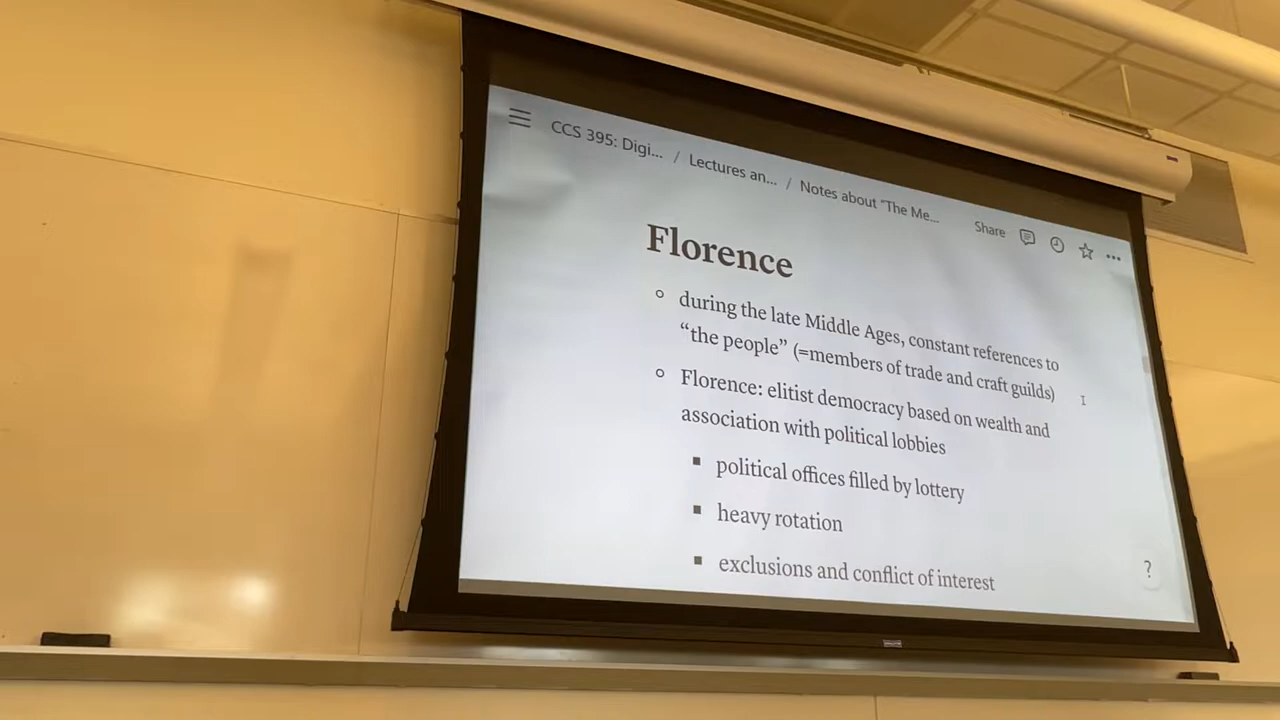 CCS 395: Digi... / Lectures an... / Notes about "The Me...
Share
Florence
during the late Middle Ages, constant references to
“the people” (=members of trade and craft guilds)
Florence: elitist democracy based on wealth and
association with political lobbies
political offices filled by lottery
heavy rotation
exclusions and conflict of interest
?